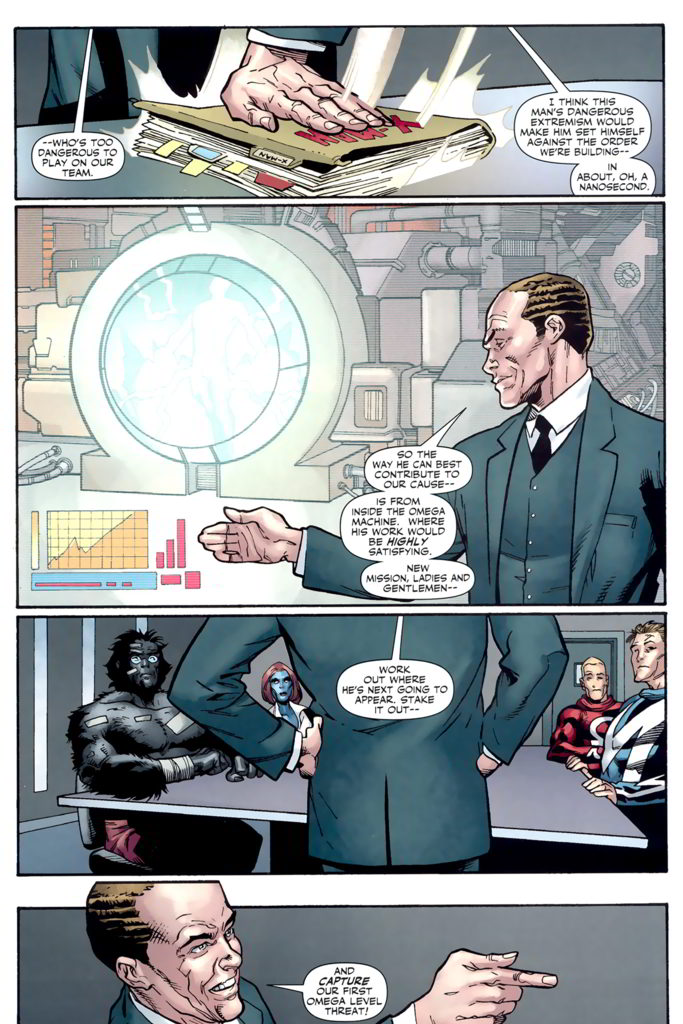 --WHO'S TOO
DANGEROUS TO
PLAY ON OUR
TEAM.
I THINK THIS
MAN'S DANGEROUS
EXTREMISM WOULD
MAKE HIM SET HIMSELF
AGAINST THE ORDER
WE'RE BUILDING--
IN
ABOUT, OH, A
NANOSECOND.
SO THE
WAY HE CAN BEST
CONTRIBUTE TO
OUR CAUSE--
IS FROM
INSIDE THE OMEGA
MACHINE. WHERE
HIS WORK WOULD
BE HIGHLY
SATISFYING.
NEW
MISSION, LADIES AND
GENTLEMEN--
WORK
OUT WHERE
HE'S NEXT GOING TO
APPEAR. STAKE
IT OUT--
AND
CAPTURE
OUR FIRST
OMEGA LEVEL
THREAT!